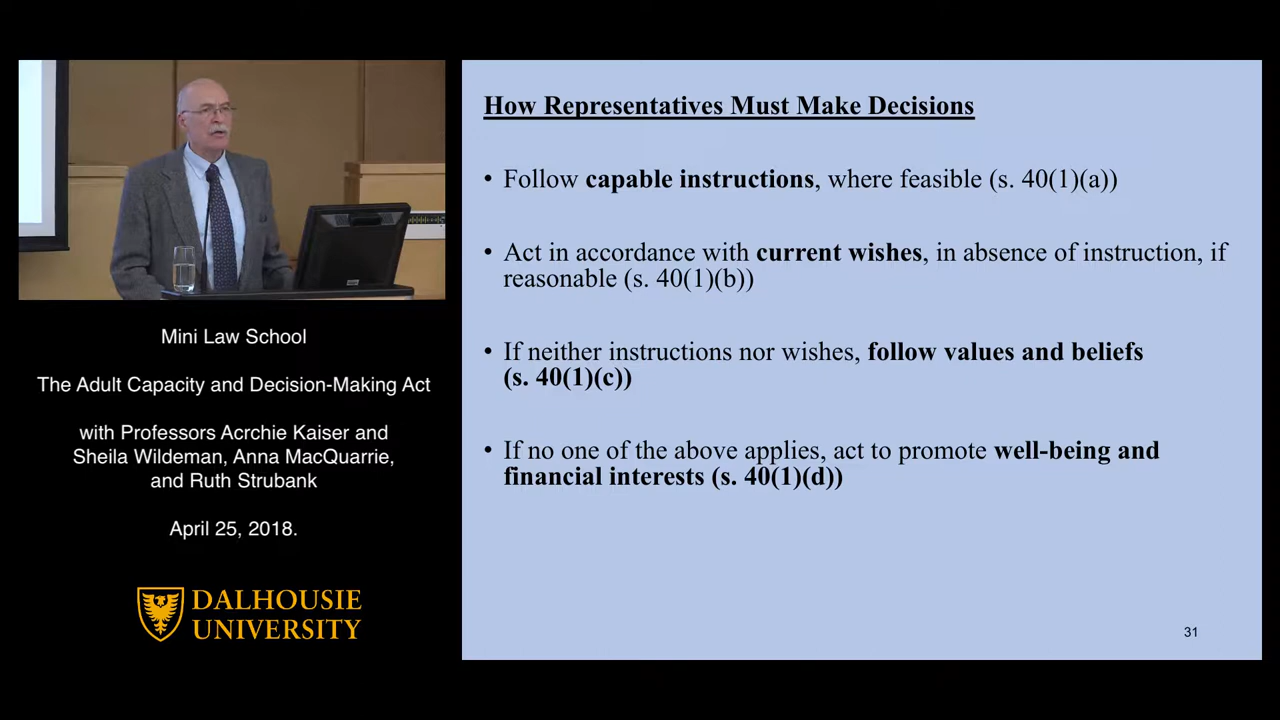 Mini Law School
The Adult Capacity and Decision-Making Act
with Professors Acrchie Kaiser and
Sheila Wildeman, Anna MacQuarrie,
and Ruth Strubank
April 25, 2018.
DALHOUSIE
UNIVERSITY
How Representatives Must Make Decisions
• Follow capable instructions, where feasible (s. 40(1)(a))
• Act in accordance with current wishes, in absence of instruction, if
reasonable (s. 40(1)(b))
• If neither instructions nor wishes, follow values and beliefs
(s. 40(1)(c))
• If no one of the above applies, act to promote well-being and
financial interests (s. 40(1)(d))
31